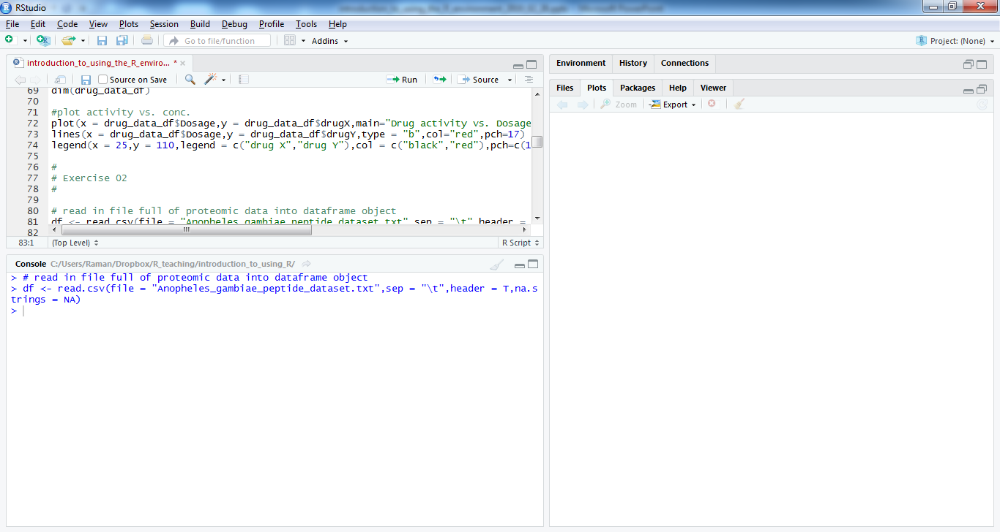 RStudio
File Edit Code View Plots Session Build Debug Profile Tools Help
Go to file/function Addins Project: (None)
introduction_to_using_the_R_enviro... *
Source on Save Run Source
69 dim(drug_data_df)
70
71 #plot activity vs. conc.
72 plot(x = drug_data_df$Dosage,y = drug_data_df$drugX,main="Drug activity vs. Dosage
73 lines(x = drug_data_df$Dosage,y = drug_data_df$drugY,type = "b",col="red",pch=17)
74 legend(x = 25,y = 110,legend = c("drug X","drug Y"),col = c("black","red"),pch=c(1
75
76 #
77 # Exercise 02
78 #
79
80 # read in file full of proteomic data into dataframe object
81 df <- read.csv(file = "Anopheles_gambiae_peptide_dataset.txt",sep = "\t",header =
82
83:1 (Top Level) R Script
Console C:/Users/Raman/Dropbox/R_teaching/introduction_to_using_R/
> # read in file full of proteomic data into dataframe object
> df <- read.csv(file = "Anopheles_gambiae_peptide_dataset.txt",sep = "\t",header = T,na.s
trings = NA)
>
Environment History Connections
Files Plots Packages Help Viewer
Zoom Export